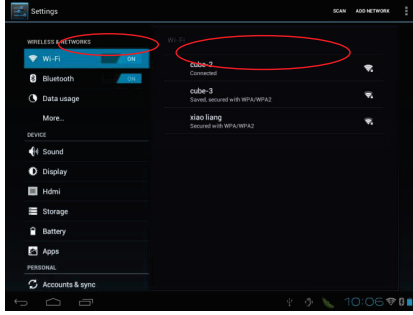 Settings
SCAN
ADD NETWORK
WIRELESS & NETWORKS
Wi-Fi
ON
Bluetooth
ON
Data usage
More...
DEVICE
Sound
Display
Hdmi
Storage
Battery
Apps
PERSONAL
Accounts & sync
Wi-Fi
cube-2
Connected
cube-3
Saved, secured with WPA/WPA2
xiao liang
Secured with WPA/WPA2
10:06